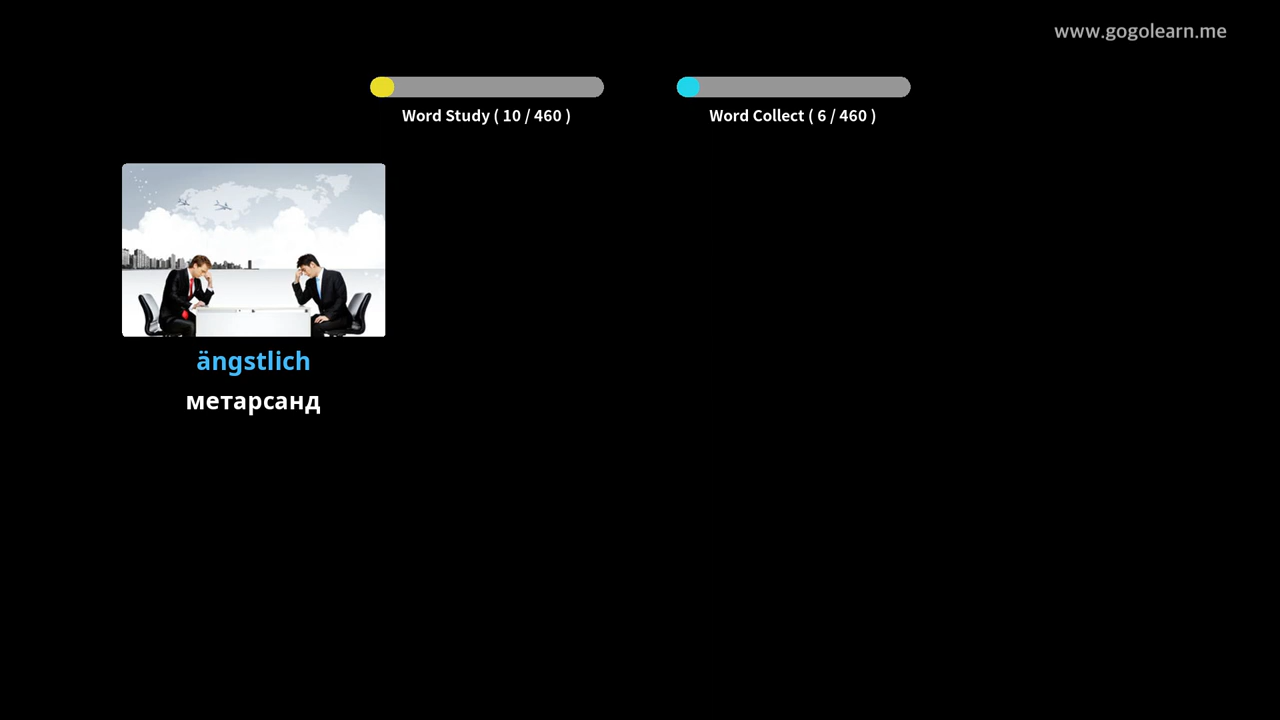 www.gogolearn.me
Word Study ( 10 / 460 )
Word Collect ( 6 / 460 )
ängstlich
метарсанд